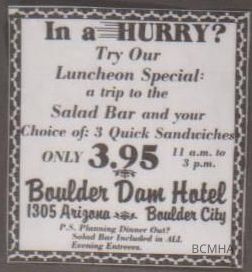 In a HURRY?
Try Our
Luncheon Special:
a trip to the
Salad Bar and your
Choice of: 3 Quick Sandwiches
ONLY 3.95 11 a.m. to
3 p.m.
Boulder Dam Hotel
1305 Arizona Boulder City
P.S. Planning Dinner Out?
Salad Bar Included in ALL
Evening Entrees.
BCMHA